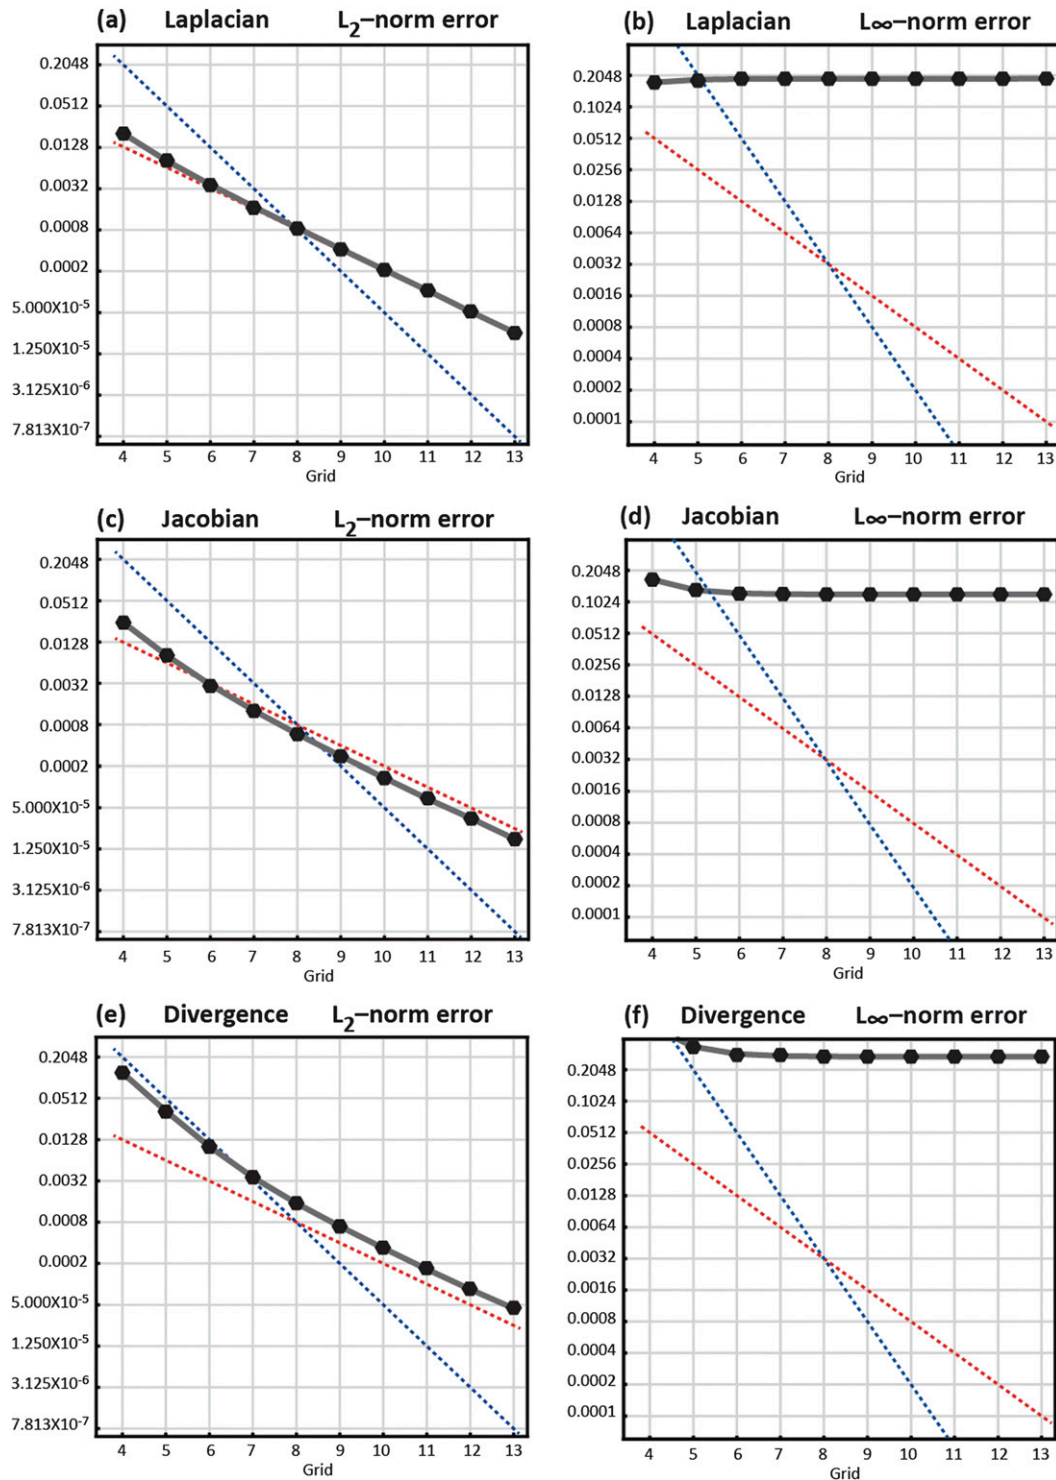 (a) Laplacian L2–norm error
0.2048
0.0512
0.0128
0.0032
0.0008
0.0002
5.000X10-5
1.250X10-5
3.125X10-6
7.813X10-7
4 5 6 7 8 9 10 11 12 13
Grid
(b) Laplacian L∞–norm error
0.2048
0.1024
0.0512
0.0256
0.0128
0.0064
0.0032
0.0016
0.0008
0.0004
0.0002
0.0001
4 5 6 7 8 9 10 11 12 13
Grid
(c) Jacobian L2–norm error
0.2048
0.0512
0.0128
0.0032
0.0008
0.0002
5.000X10-5
1.250X10-5
3.125X10-6
7.813X10-7
4 5 6 7 8 9 10 11 12 13
Grid
(d) Jacobian L∞–norm error
0.2048
0.1024
0.0512
0.0256
0.0128
0.0064
0.0032
0.0016
0.0008
0.0004
0.0002
0.0001
4 5 6 7 8 9 10 11 12 13
Grid
(e) Divergence L2–norm error
0.2048
0.0512
0.0128
0.0032
0.0008
0.0002
5.000X10-5
1.250X10-5
3.125X10-6
7.813X10-7
4 5 6 7 8 9 10 11 12 13
Grid
(f) Divergence L∞–norm error
0.2048
0.1024
0.0512
0.0256
0.0128
0.0064
0.0032
0.0016
0.0008
0.0004
0.0002
0.0001
4 5 6 7 8 9 10 11 12 13
Grid